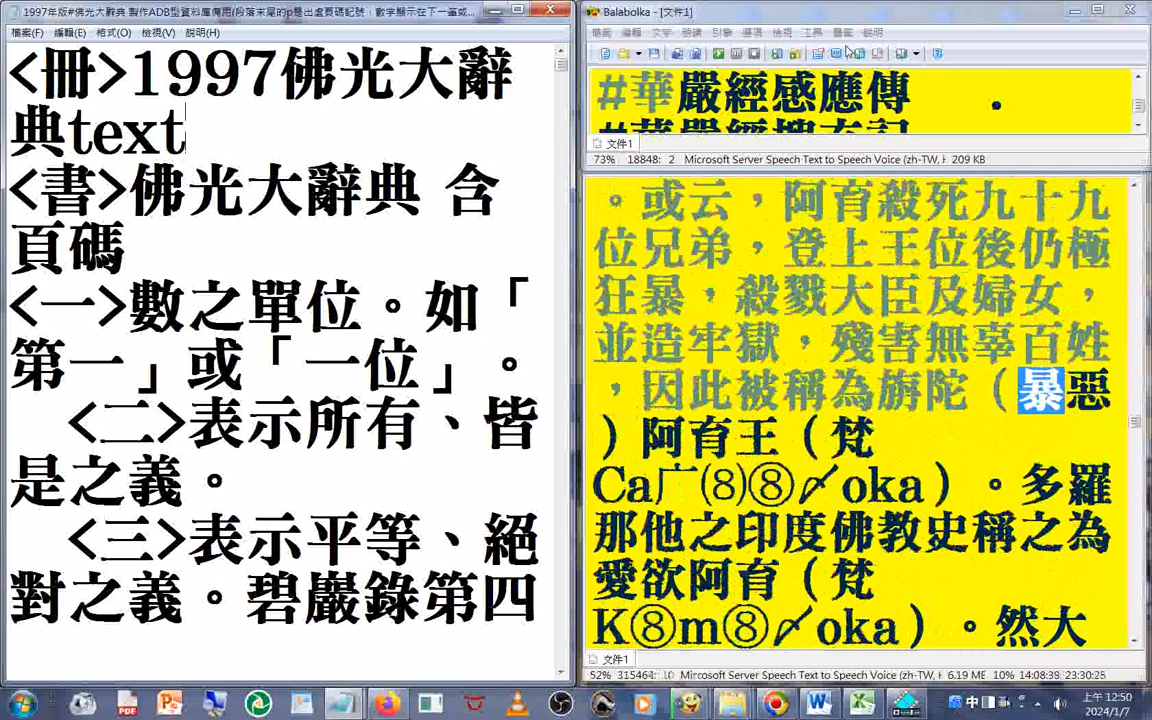 1997年版#佛光大辭典 製作ADB型資料庫備用(段落末尾的p是出處頁碼記號，數字顯示在下一筆或...
檔案(F) 編輯(E) 格式(O) 檢視(V) 說明(H)
<冊>1997佛光大辭
典text
<書>佛光大辭典 含
頁碼
<一>數之單位。如「
第一」或「一位」。
<二>表示所有、皆
是之義。
<三>表示平等、絕
對之義。碧巖錄第四
Balabolka - [文件1]
檔案 編輯 文字 朗讀 引擎 選項 檢視 工具 圖案 說明
#華嚴經感應傳 .
#華嚴經搜玄記
文件1
73% 18848: 2 Microsoft Server Speech Text to Speech Voice (zh-TW, H 209 KB
。或云，阿育殺死九十九
位兄弟，登上王位後仍極
狂暴，殺戮大臣及婦女，
並造牢獄，殘害無辜百姓
，因此被稱為旃陀（暴惡
）阿育王（梵
Ca广⑻⑧〆oka）。多羅
那他之印度佛教史稱之為
愛欲阿育（梵
K⑧m⑧〆oka）。然大
文件1
52% 315464: 10 Microsoft Server Speech Text to Speech Voice (zh-TW, H 6.19 MB 10% 14:08:39/23:30:28
中
上午 12:50
2024/1/7